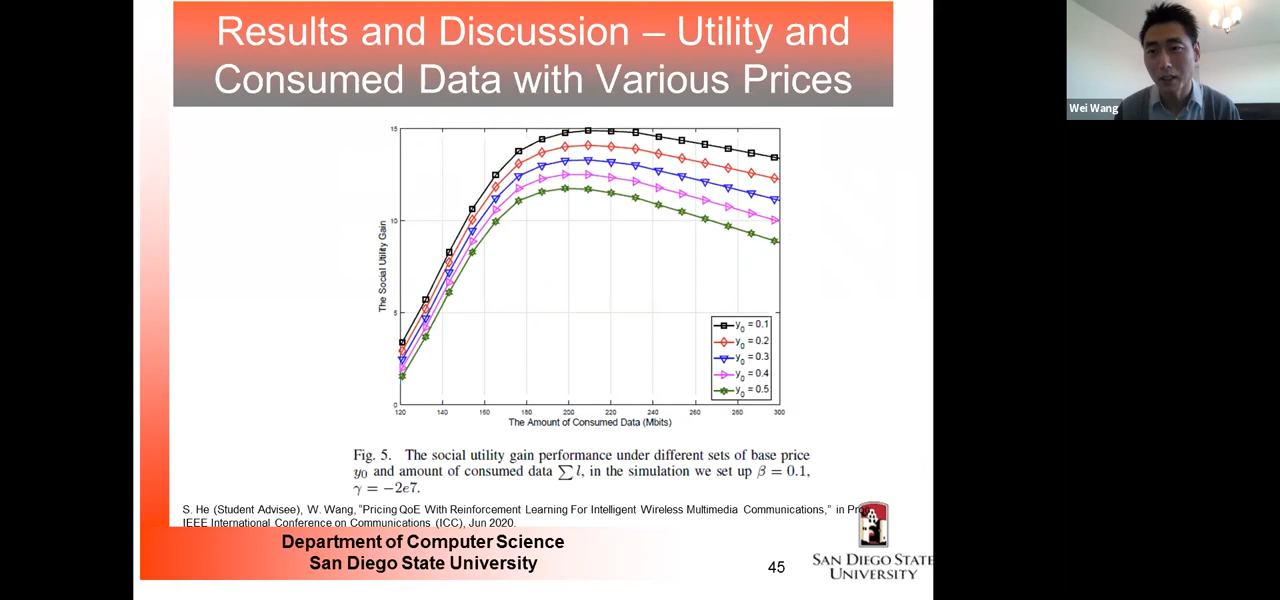 Results and Discussion – Utility and
Consumed Data with Various Prices
Wei Wang
The Social Utility Gain
15
10
5
0
120 140 160 180 200 220 240 260 280 300
The Amount of Consumed Data (Mbits)
y0 = 0.1
y0 = 0.2
y0 = 0.3
y0 = 0.4
y0 = 0.5
Fig. 5. The social utility gain performance under different sets of base price
y0 and amount of consumed data ∑ l, in the simulation we set up β = 0.1,
γ = −2e7.
S. He (Student Advisee), W. Wang, "Pricing QoE With Reinforcement Learning For Intelligent Wireless Multimedia Communications," in Proc.
IEEE International Conference on Communications (ICC), Jun 2020.
Department of Computer Science
San Diego State University
45
SAN DIEGO STATE
UNIVERSITY